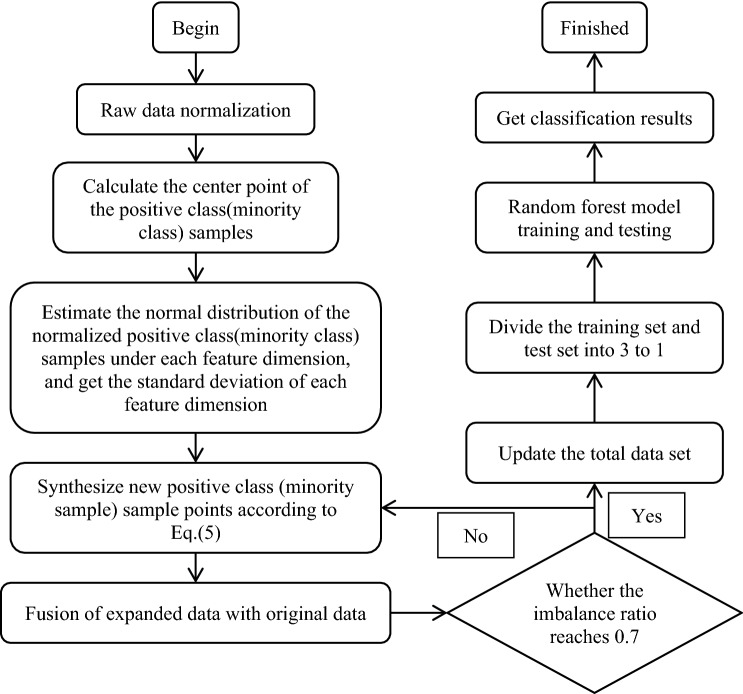 Begin
Raw data normalization
Calculate the center point of
the positive class(minority
class) samples
Estimate the normal distribution of the
normalized positive class(minority class)
samples under each feature dimension,
and get the standard deviation of each
feature dimension
Synthesize new positive class (minority
sample) sample points according to
Eq.(5)
Fusion of expanded data with original data
Whether the
imbalance ratio
reaches 0.7
No
Yes
Update the total data set
Divide the training set and
test set into 3 to 1
Random forest model
training and testing
Get classification results
Finished